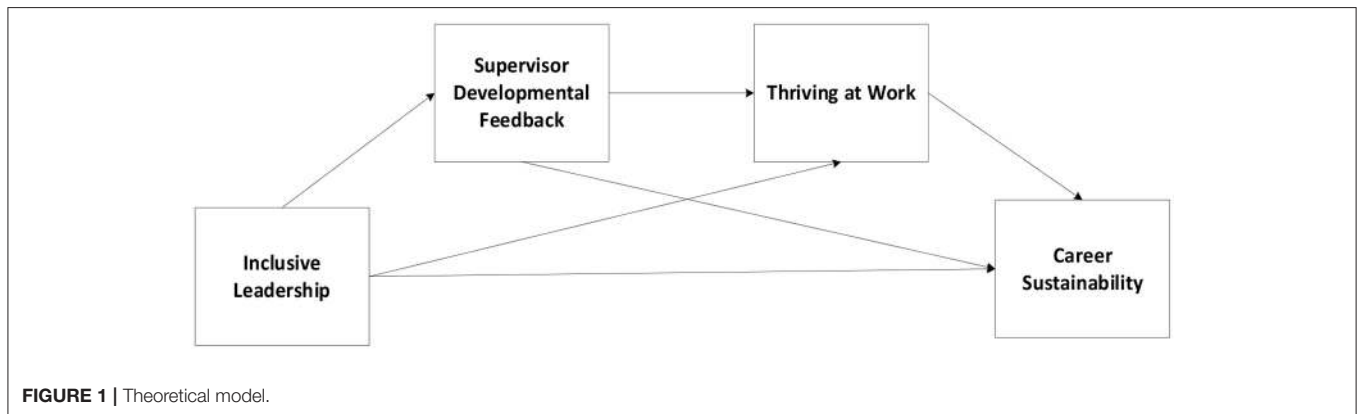 Supervisor
Developmental
Feedback
Thriving at Work
Inclusive
Leadership
Career
Sustainability
FIGURE 1 | Theoretical model.